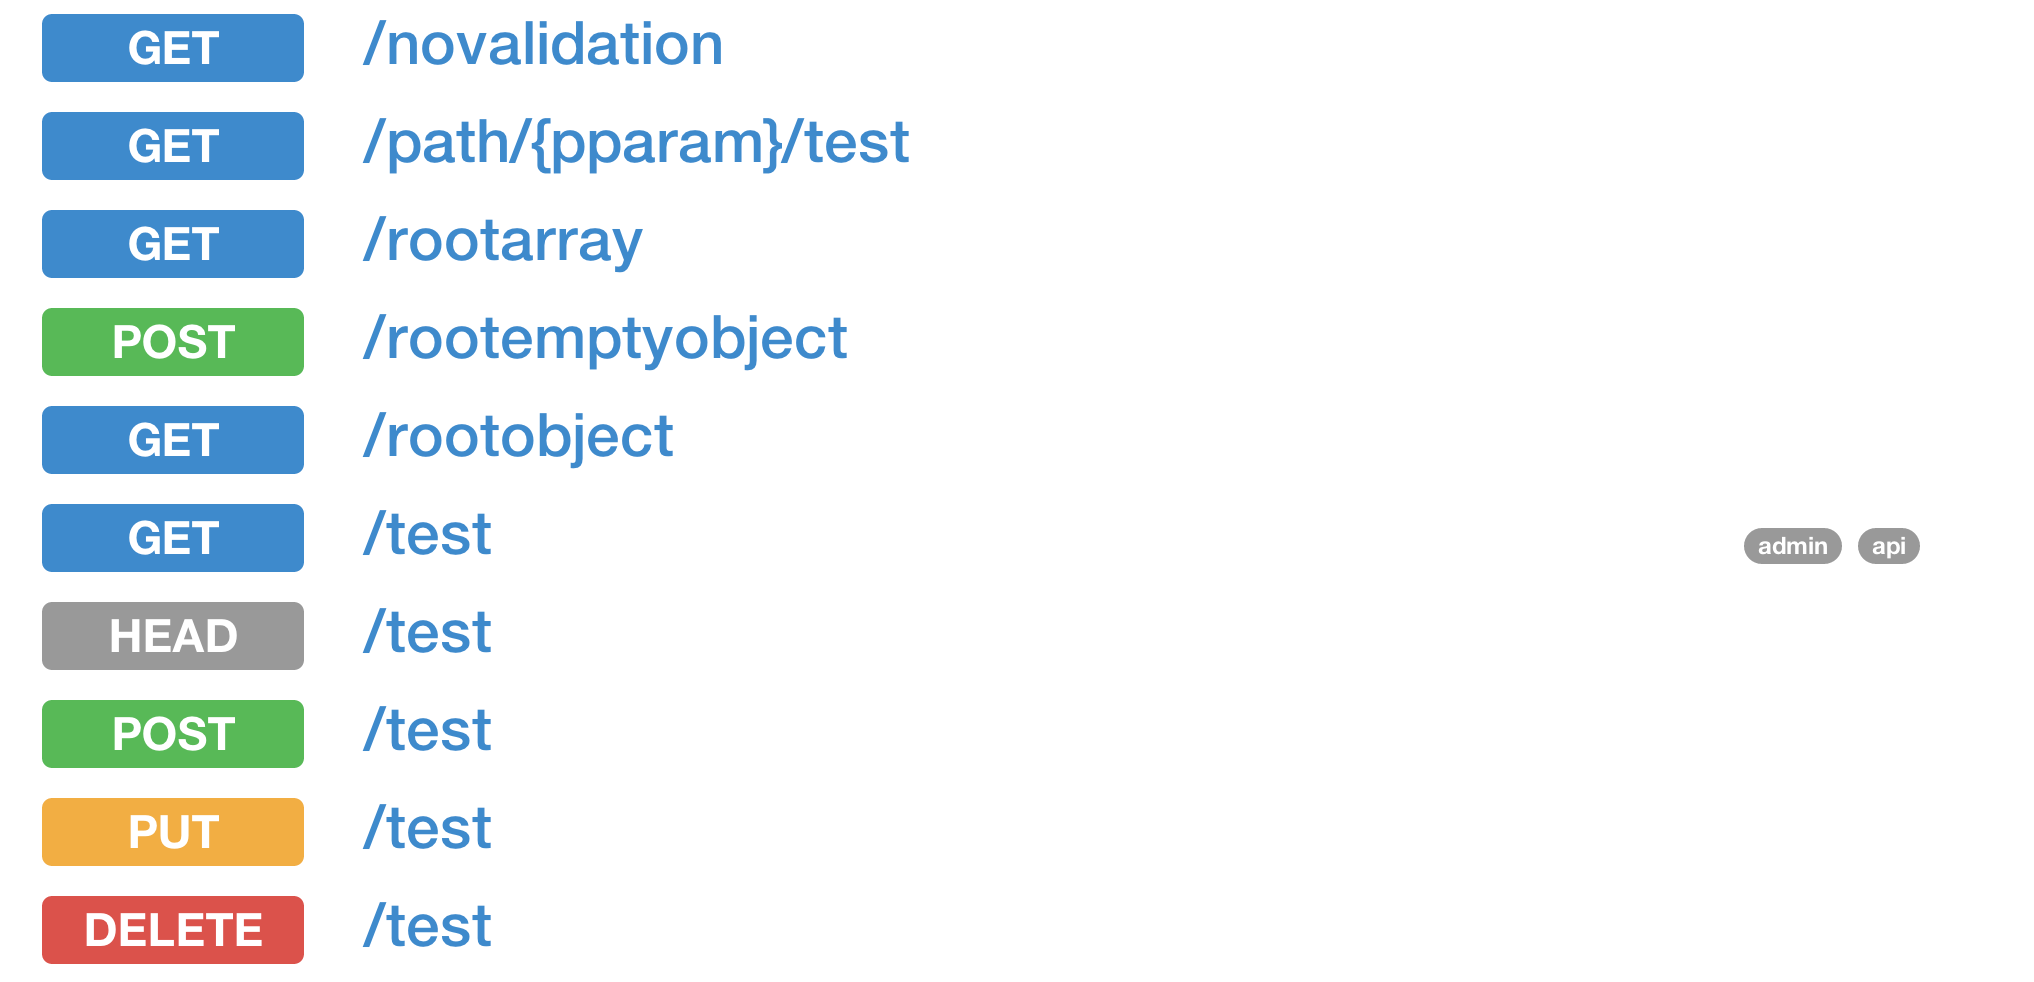 GET /novalidation
GET /path/{pparam}/test
GET /rootarray
POST /rootemptyobject
GET /rootobject
GET /test admin api
HEAD /test
POST /test
PUT /test
DELETE /test